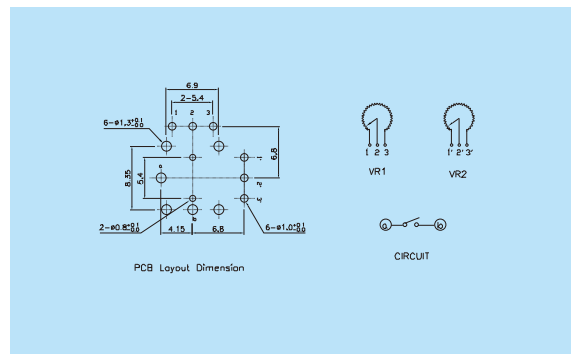 6.9
2-5.4
1 2 3
6-ø1.3+0.1-0.0
6.8
8.35
5.4
a
1'
2'
3'
b
2-ø0.8+0.1-0.0
4.15
6.8
6-ø1.0+0.1-0.0
PCB Layout Dimension
1 2 3
VR1
1' 2' 3'
VR2
a
b
CIRCUIT